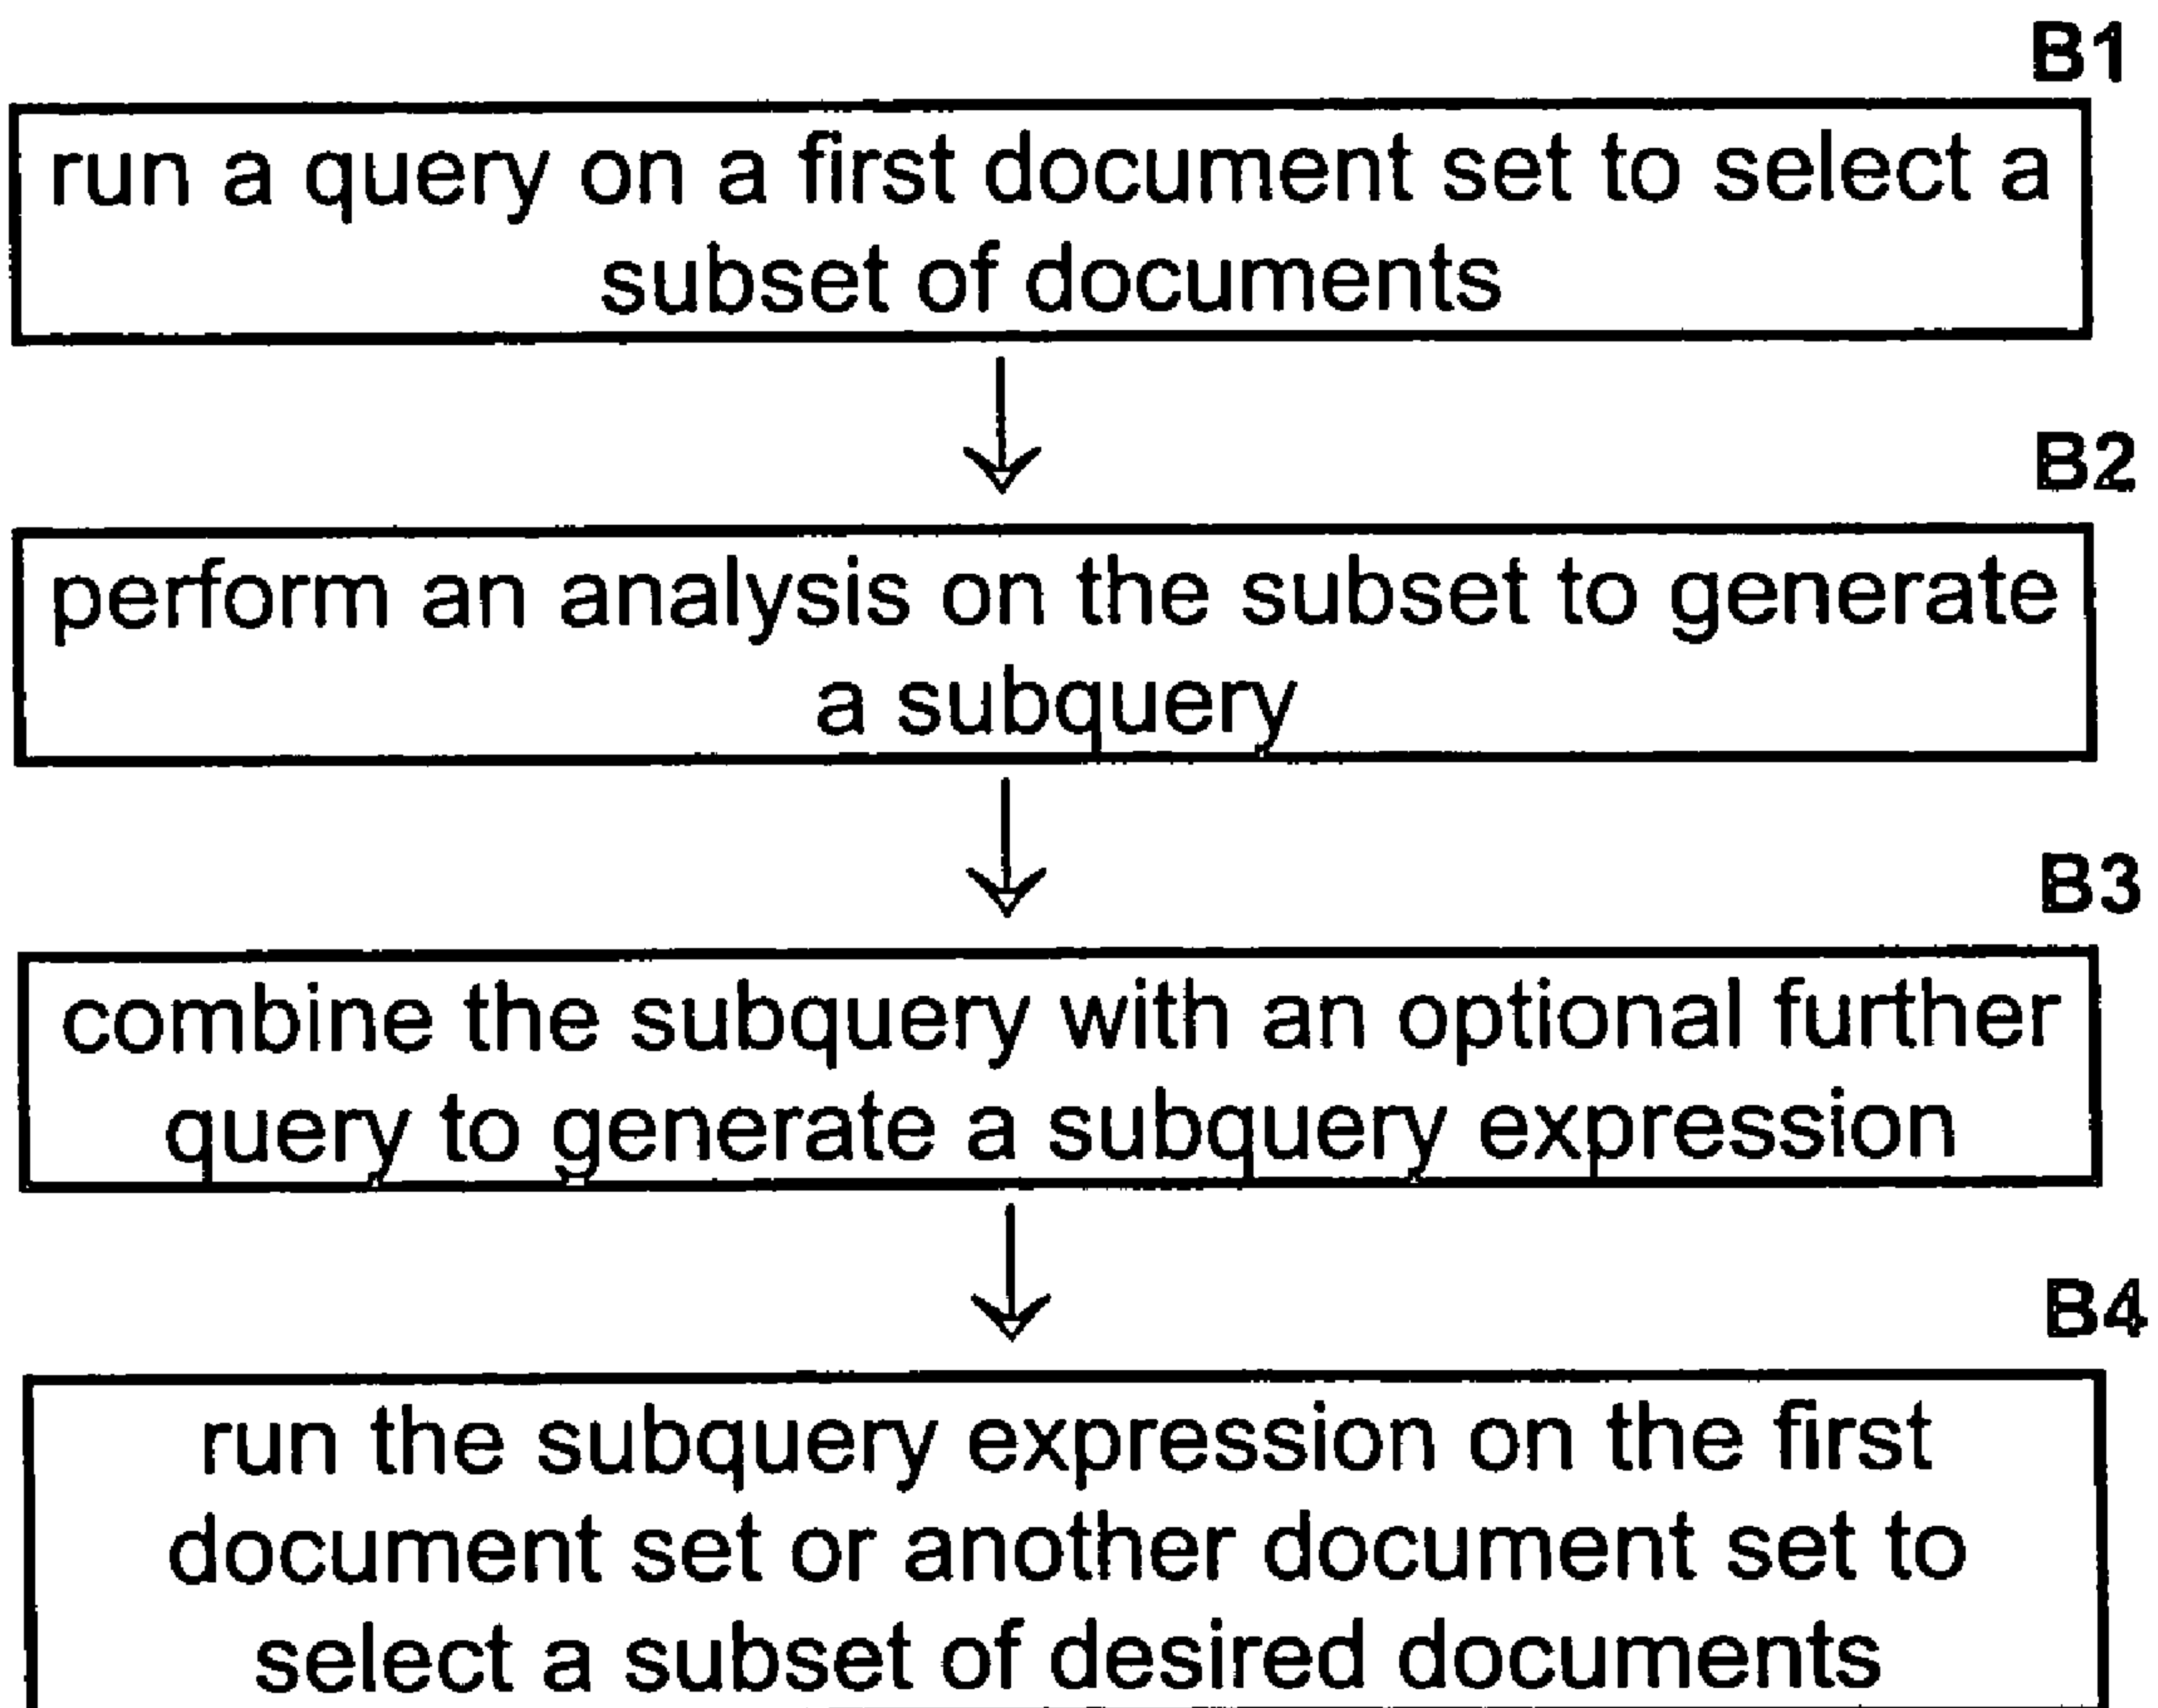 B1
run a query on a first document set to select a
subset of documents
B2
perform an analysis on the subset to generate
a subquery
B3
combine the subquery with an optional further
query to generate a subquery expression
B4
run the subquery expression on the first
document set or another document set to
select a subset of desired documents